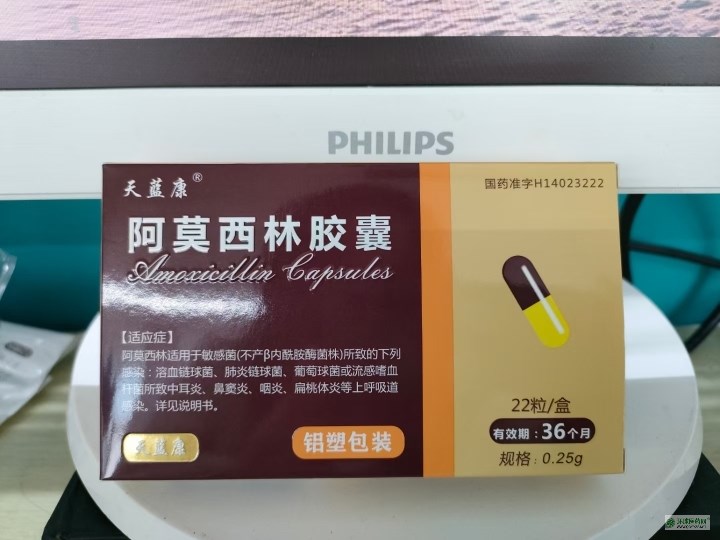 PHILIPS
天蓝康®
国药准字H14023222
阿莫西林胶囊
Amoxicillin Capsules
【适应症】
阿莫西林适用于敏感菌(不产β内酰胺酶菌株)所致的下列
感染：溶血链球菌、肺炎链球菌、葡萄球菌或流感嗜血
杆菌所致中耳炎、鼻窦炎、咽炎、扁桃体炎等上呼吸道
感染。详见说明书。
22粒/盒
有效期：36个月
规格：0.25g
天蓝康
铝塑包装